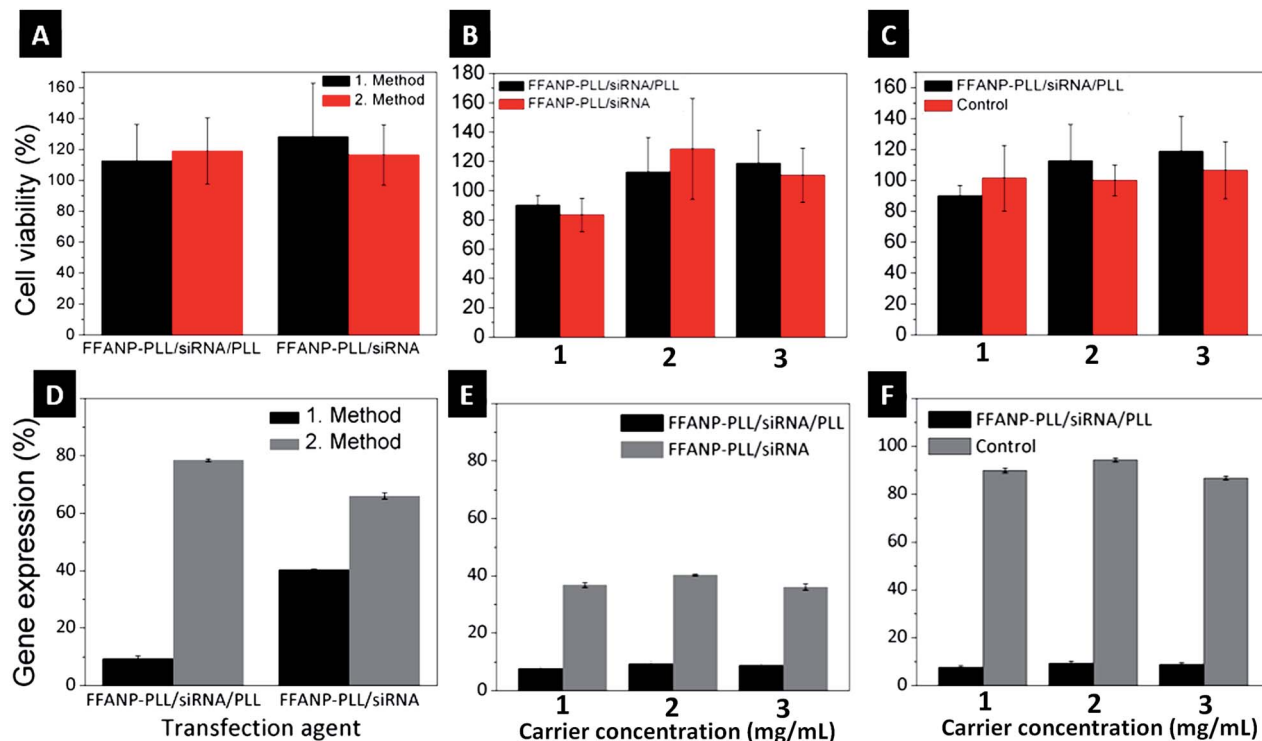 A
1. Method
2. Method
160
140
120
100
80
60
40
20
0
Cell viability (%)
FFANP-PLL/siRNA/PLL
FFANP-PLL/siRNA
B
FFANP-PLL/siRNA/PLL
FFANP-PLL/siRNA
180
160
140
120
100
80
60
40
20
0
1
2
3
C
FFANP-PLL/siRNA/PLL
Control
160
140
120
100
80
60
40
20
0
1
2
3
D
1. Method
2. Method
80
60
40
20
0
Gene expression (%)
FFANP-PLL/siRNA/PLL
FFANP-PLL/siRNA
Transfection agent
E
FFANP-PLL/siRNA/PLL
FFANP-PLL/siRNA
80
60
40
20
0
1
2
3
Carrier concentration (mg/mL)
F
FFANP-PLL/siRNA/PLL
Control
100
80
60
40
20
0
1
2
3
Carrier concentration (mg/mL)